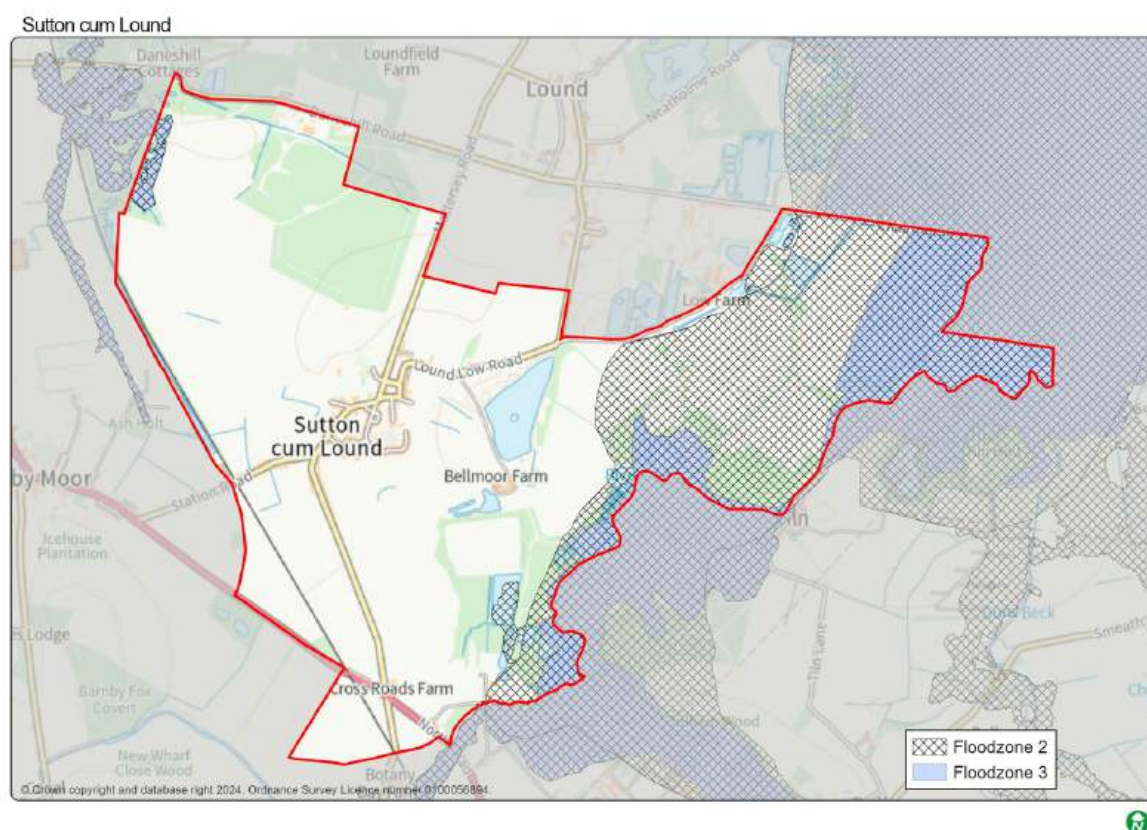 Sutton cum Lound
Daneshill
Cottages
Loundfield
Farm
Lound
Neatholme Road
Daneshill Road
Mattersey Road
Low Farm
Lound Low Road
Sutton
cum Lound
Ash Holt
by Moor
Station Road
Bellmoor Farm
Icehouse
Plantation
Tiln Lane
Smeath
Lodge
Barnby Fox
Covert
Cross Roads Farm
New Wharf
Close Wood
Botany
Floodzone 2
Floodzone 3
© Crown copyright and database right 2024. Ordnance Survey Licence number 0100056894.